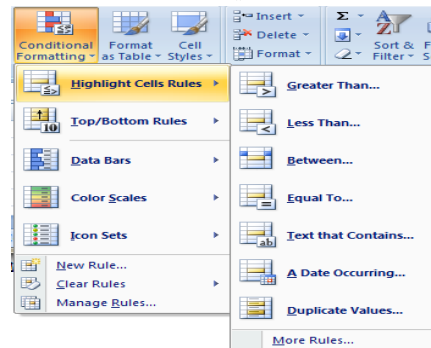 Insert
Σ
Delete
Conditional Formatting
Format as Table
Cell Styles
Format
Sort & Filter
Highlight Cells Rules
Top/Bottom Rules
10
Data Bars
Color Scales
Icon Sets
New Rule...
Clear Rules
Manage Rules...
Greater Than...
Less Than...
Between...
Equal To...
ab
Text that Contains...
A Date Occurring...
Duplicate Values...
More Rules...